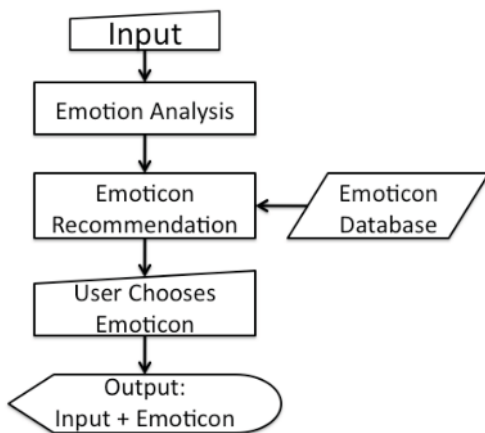 Input
Emotion Analysis
Emoticon
Recommendation
Emoticon
Database
User Chooses
Emoticon
Output:
Input + Emoticon